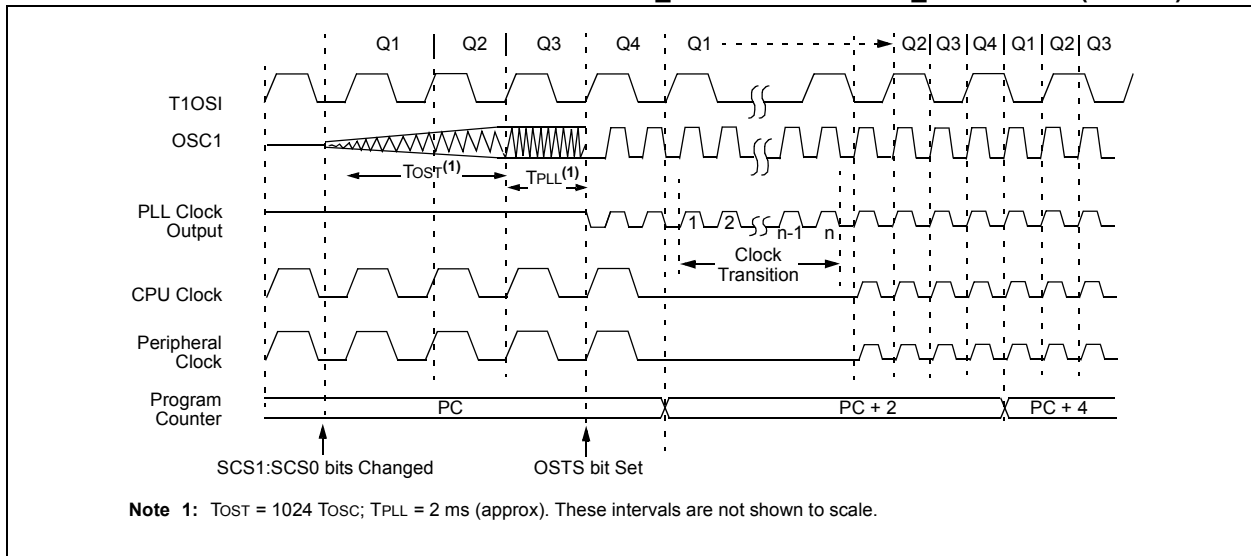 Q1 Q2 Q3 Q4 Q1 Q2 Q3 Q4 Q1 Q2 Q3
T1OSI
OSC1
TOST(1)
TPLL(1)
PLL Clock
Output
1 2 n-1 n
Clock
Transition
CPU Clock
Peripheral
Clock
Program
Counter
PC PC + 2 PC + 4
SCS1:SCS0 bits Changed
OSTS bit Set
Note 1: TOST = 1024 TOSC; TPLL = 2 ms (approx). These intervals are not shown to scale.